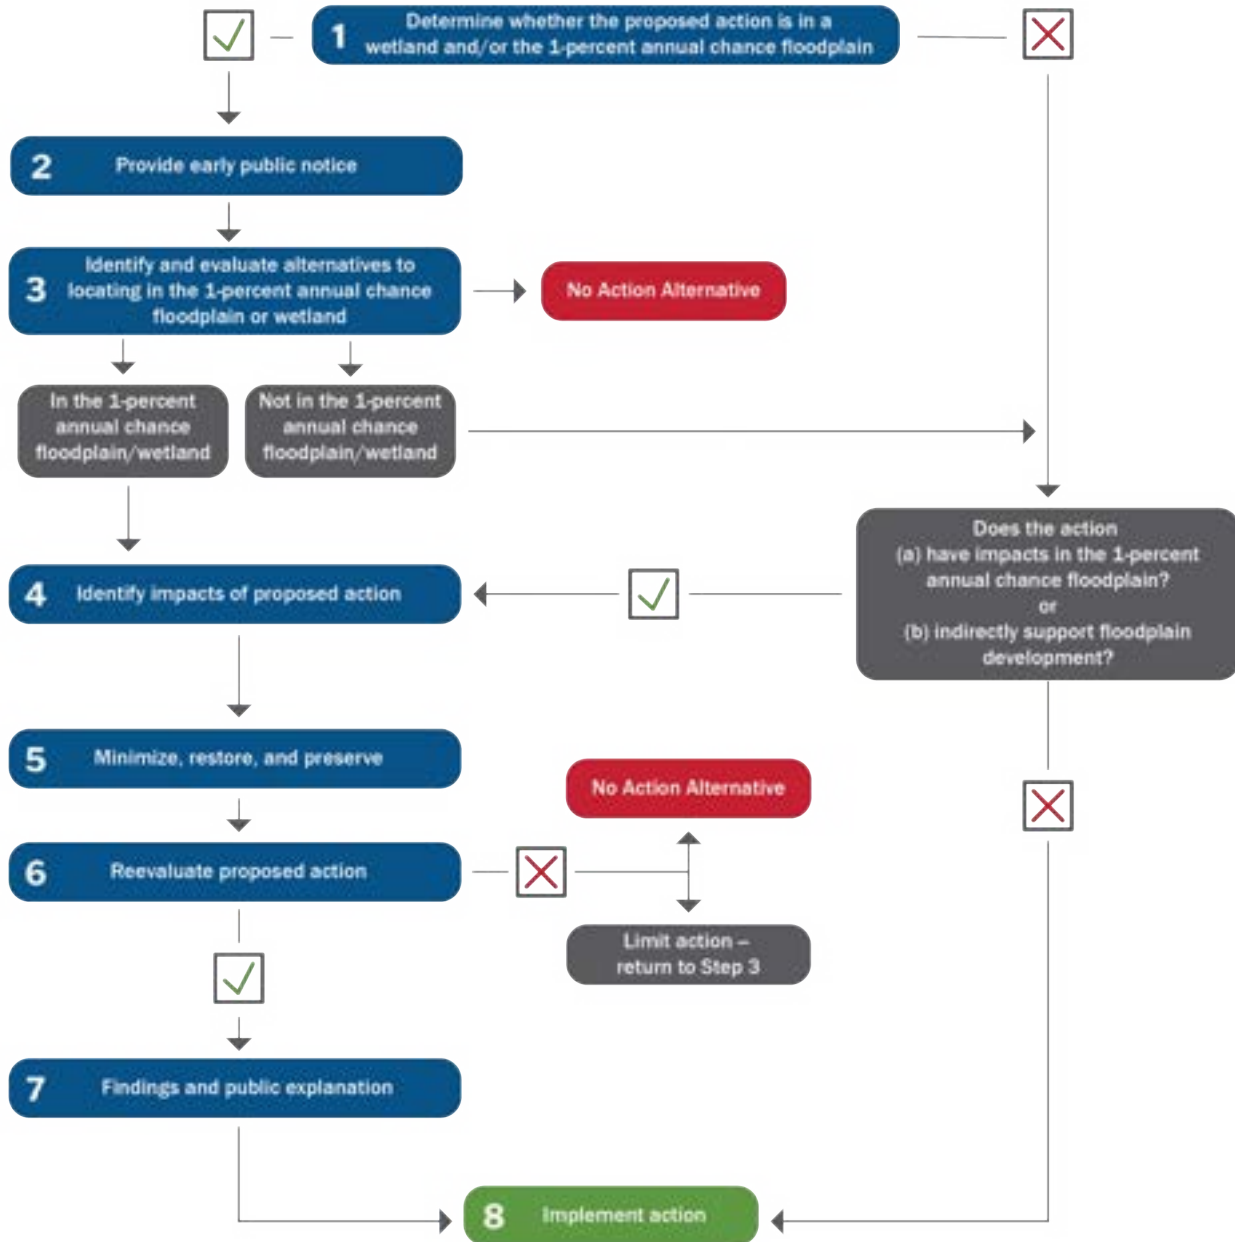 1
Determine whether the proposed action is in a
wetland and/or the 1-percent annual chance floodplain
2
Provide early public notice
3
Identify and evaluate alternatives to
locating in the 1-percent annual chance
floodplain or wetland
No Action Alternative
In the 1-percent
annual chance
floodplain/wetland
Not in the 1-percent
annual chance
floodplain/wetland
Does the action
(a) have impacts in the 1-percent
annual chance floodplain?
or
(b) indirectly support floodplain
development?
4
Identify impacts of proposed action
5
Minimize, restore, and preserve
No Action Alternative
6
Reevaluate proposed action
Limit action –
return to Step 3
7
Findings and public explanation
8
Implement action